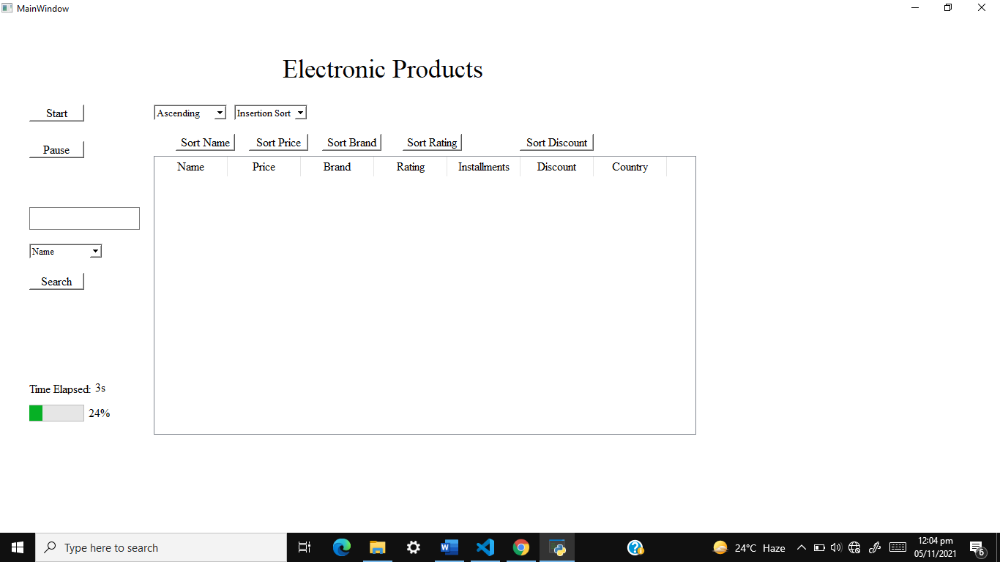 MainWindow
Electronic Products
Start
Ascending Insertion Sort
Pause
Sort Name Sort Price Sort Brand Sort Rating Sort Discount
Name Price Brand Rating Installments Discount Country
Name
Search
Time Elapsed: 3s
24%
Type here to search
24°C Haze
12:04 pm
05/11/2021
6